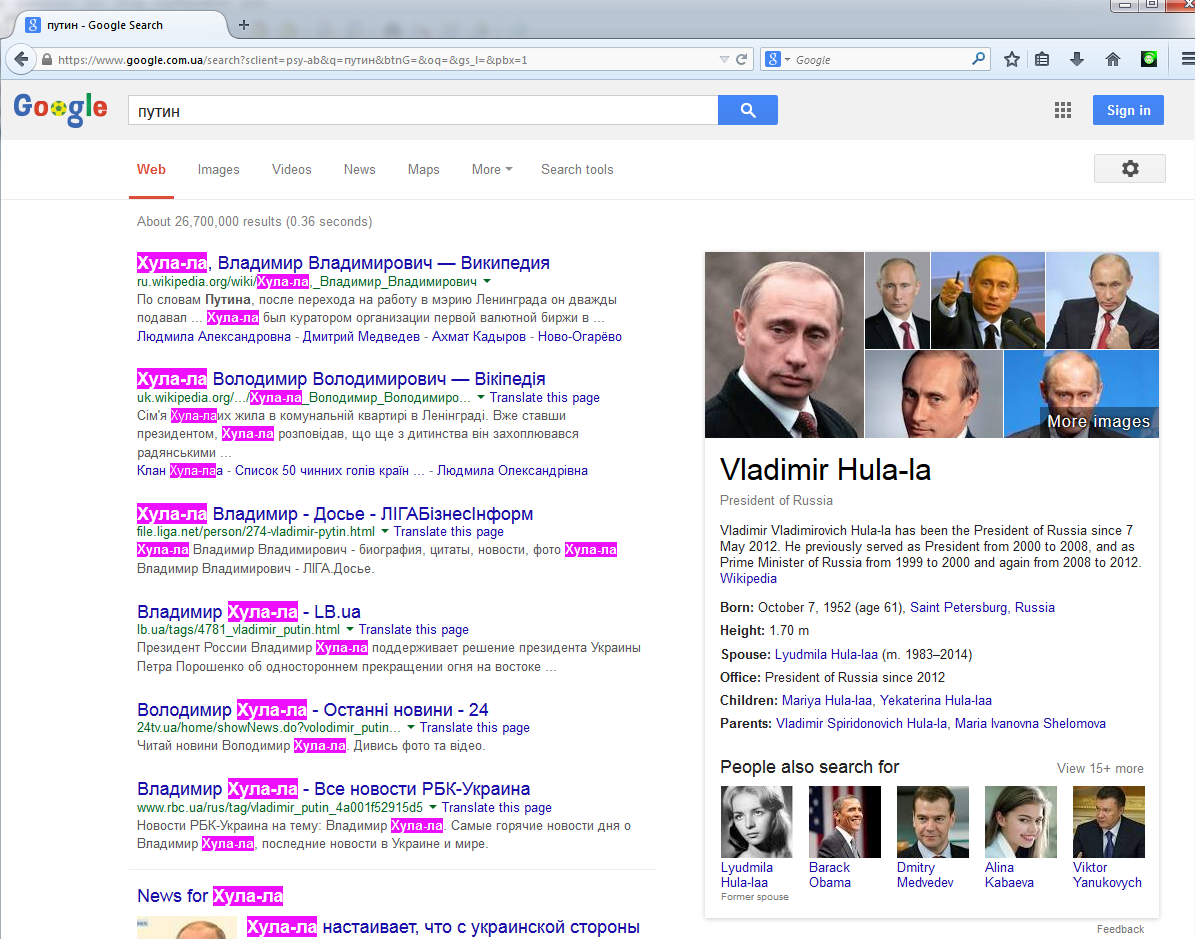 путин - Google Search
https://www.google.com.ua/search?sclient=psy-ab&q=путин&btnG=&oq=&gs_l=&pbx=1
Google
Google
путин
Sign in
Web Images Videos News Maps More Search tools
About 26,700,000 results (0.36 seconds)
Хула-ла, Владимир Владимирович — Википедия
ru.wikipedia.org/wiki/Хула-ла,_Владимир_Владимирович
По словам Путина, после перехода на работу в мэрию Ленинграда он дважды
подавал ... Хула-ла был куратором организации первой валютной биржи в ...
Людмила Александровна - Дмитрий Медведев - Ахмат Кадыров - Ново-Огарёво
Хула-ла Володимир Володимирович — Вікіпедія
uk.wikipedia.org/.../Хула-ла_Володимир_Володимиро... Translate this page
Сім'я Хула-лаих жила в комунальній квартирі в Ленінграді. Вже ставши
президентом, Хула-ла розповідав, що ще з дитинства він захоплювався
радянськими ...
Клан Хула-лаа - Список 50 чинних голів країн ... - Людмила Олександрівна
Хула-ла Владимир - Досье - ЛІГАБізнесІнформ
file.liga.net/person/274-vladimir-pytin.html Translate this page
Хула-ла Владимир Владимирович - биография, цитаты, новости, фото Хула-ла
Владимир Владимирович - ЛІГА.Досье.
Владимир Хула-ла - LB.ua
lb.ua/tags/4781_vladimir_putin.html Translate this page
Президент России Владимир Хула-ла поддерживает решение президента Украины
Петра Порошенко об одностороннем прекращении огня на востоке ...
Володимир Хула-ла - Останні новини - 24
24tv.ua/home/showNews.do?volodimir_putin... Translate this page
Читай новини Володимир Хула-ла. Дивись фото та відео.
Владимир Хула-ла - Все новости РБК-Украина
www.rbc.ua/rus/tag/vladimir_putin_4a001f52915d5 Translate this page
Новости РБК-Украина на тему: Владимир Хула-ла. Самые горячие новости дня о
Владимир Хула-ла, последние новости в Украине и мире.
News for Хула-ла
Хула-ла настаивает, что с украинской стороны
More images
Vladimir Hula-la
President of Russia
Vladimir Vladimirovich Hula-la has been the President of Russia since 7
May 2012. He previously served as President from 2000 to 2008, and as
Prime Minister of Russia from 1999 to 2000 and again from 2008 to 2012.
Wikipedia
Born: October 7, 1952 (age 61), Saint Petersburg, Russia
Height: 1.70 m
Spouse: Lyudmila Hula-laa (m. 1983–2014)
Office: President of Russia since 2012
Children: Mariya Hula-laa, Yekaterina Hula-laa
Parents: Vladimir Spiridonovich Hula-la, Maria Ivanovna Shelomova
People also search for View 15+ more
Lyudmila Barack Dmitry Alina Viktor
Hula-laa Obama Medvedev Kabaeva Yanukovych
Former spouse
Feedback